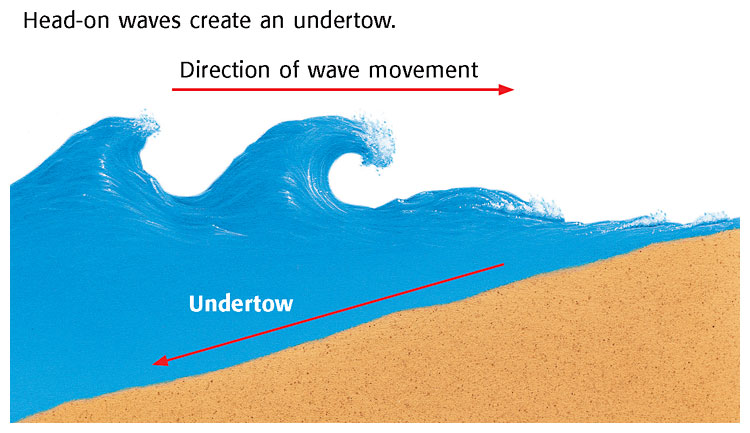 Head-on waves create an undertow.
Direction of wave movement
Undertow